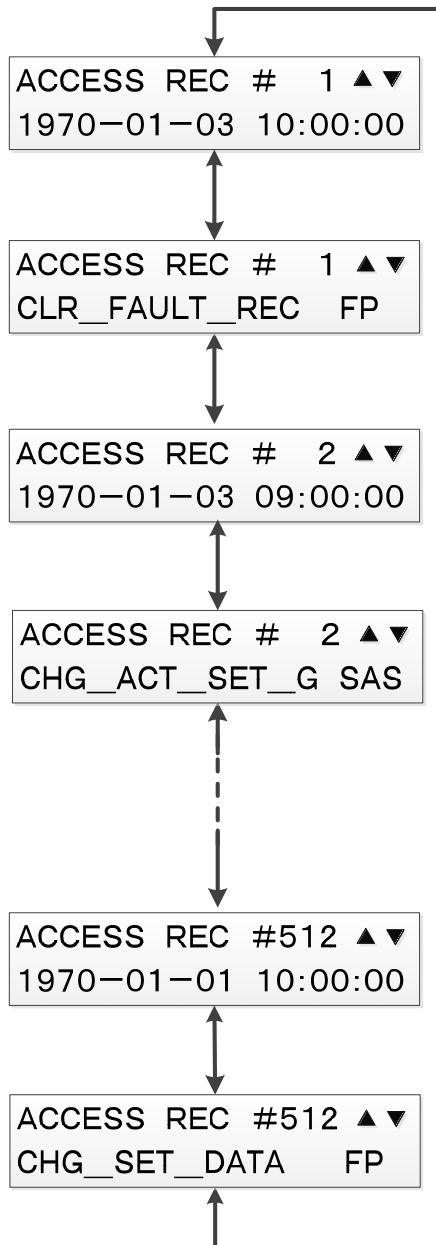 ACCESS REC #  1 ▲▼
1970-01-03 10:00:00
ACCESS REC #  1 ▲▼
CLR_FAULT_REC  FP
ACCESS REC #  2 ▲▼
1970-01-03 09:00:00
ACCESS REC #  2 ▲▼
CHG_ACT_SET_G SAS
ACCESS REC #512 ▲▼
1970-01-01 10:00:00
ACCESS REC #512 ▲▼
CHG_SET_DATA   FP